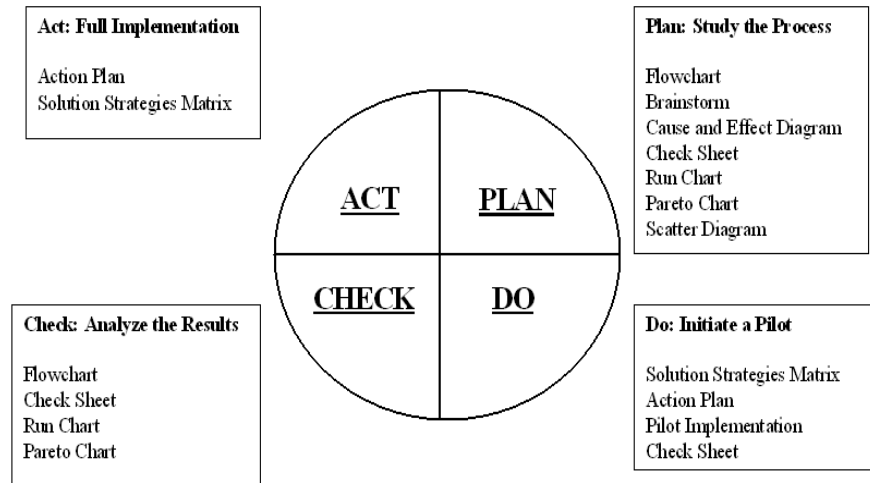 Act: Full Implementation
Action Plan
Solution Strategies Matrix
Plan: Study the Process
Flowchart
Brainstorm
Cause and Effect Diagram
Check Sheet
Run Chart
Pareto Chart
Scatter Diagram
ACT
PLAN
CHECK
DO
Check: Analyze the Results
Flowchart
Check Sheet
Run Chart
Pareto Chart
Do: Initiate a Pilot
Solution Strategies Matrix
Action Plan
Pilot Implementation
Check Sheet